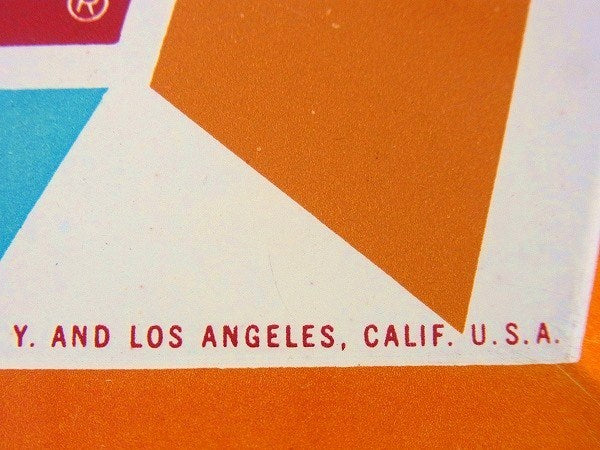 ®
Y. AND LOS ANGELES, CALIF. U.S.A.